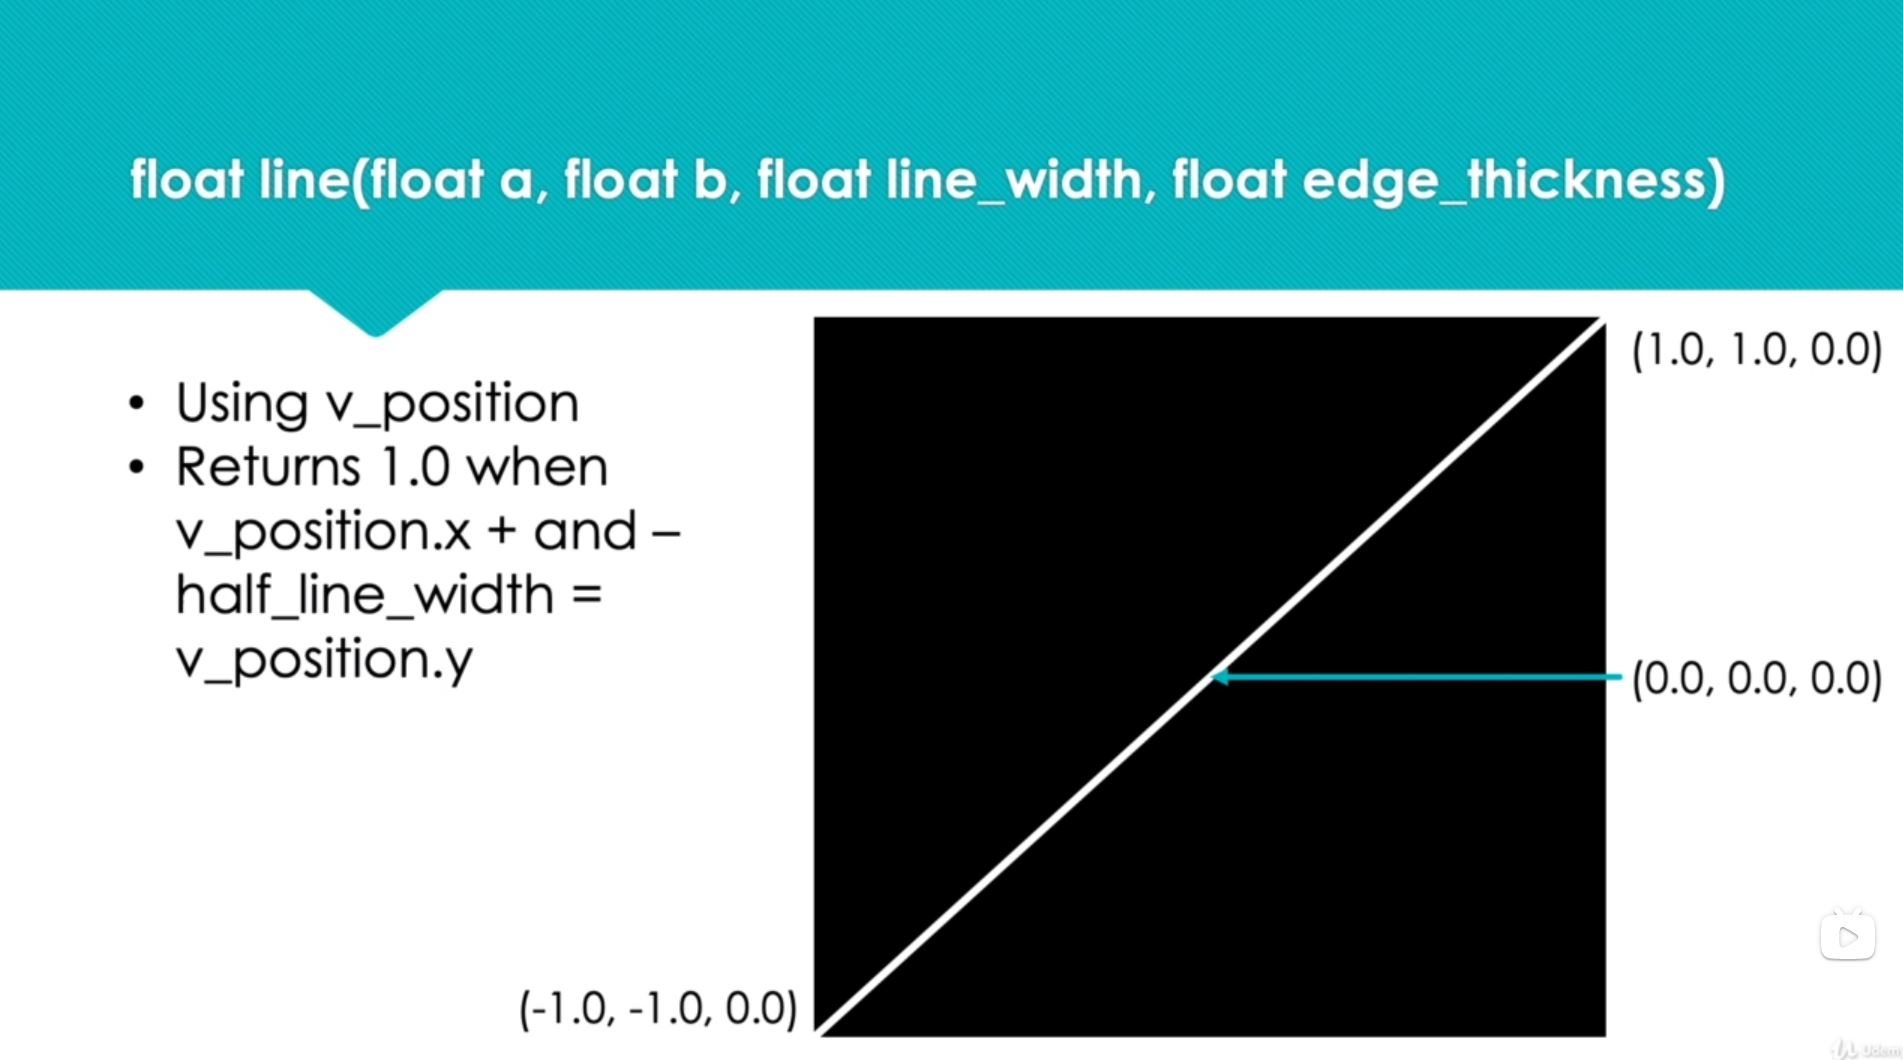 float line(float a, float b, float line_width, float edge_thickness)
• Using v_position
• Returns 1.0 when
v_position.x + and –
half_line_width =
v_position.y
(1.0, 1.0, 0.0)
(0.0, 0.0, 0.0)
(-1.0, -1.0, 0.0)